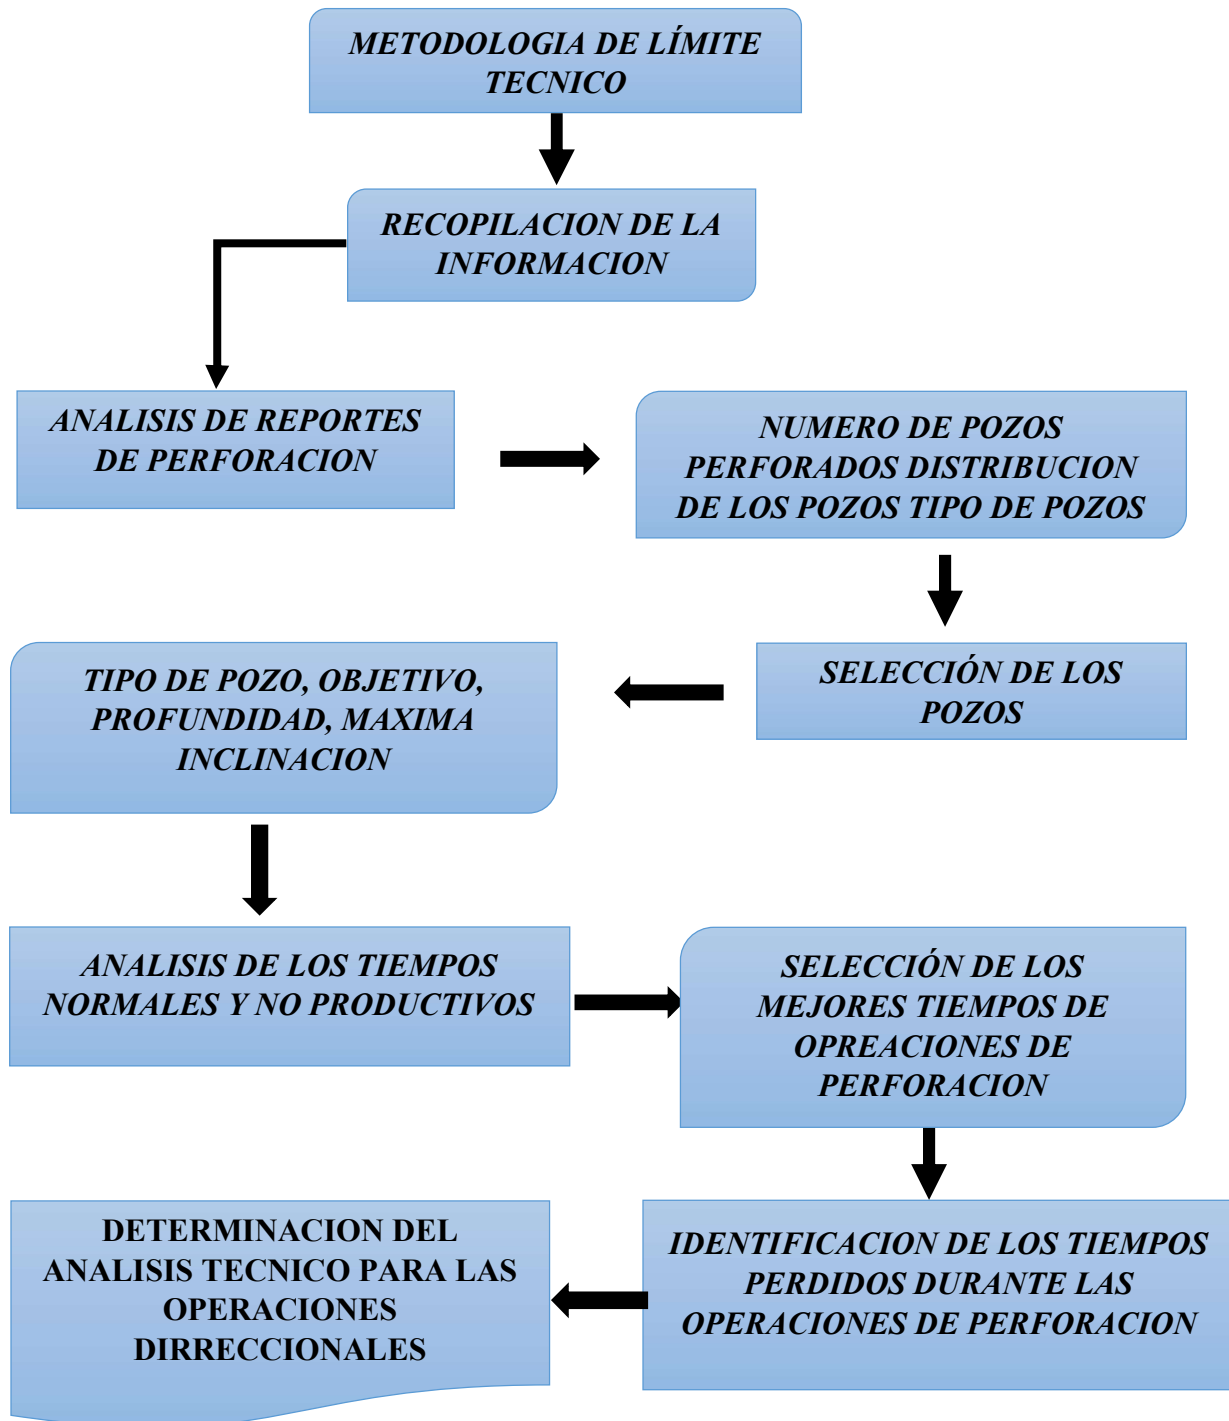 METODOLOGIA DE LÍMITE
TECNICO
RECOPILACION DE LA
INFORMACION
ANALISIS DE REPORTES
DE PERFORACION
NUMERO DE POZOS
PERFORADOS DISTRIBUCION
DE LOS POZOS TIPO DE POZOS
SELECCIÓN DE LOS
POZOS
TIPO DE POZO, OBJETIVO,
PROFUNDIDAD, MAXIMA
INCLINACION
ANALISIS DE LOS TIEMPOS
NORMALES Y NO PRODUCTIVOS
SELECCIÓN DE LOS
MEJORES TIEMPOS DE
OPREACIONES DE
PERFORACION
IDENTIFICACION DE LOS TIEMPOS
PERDIDOS DURANTE LAS
OPERACIONES DE PERFORACION
DETERMINACION DEL
ANALISIS TECNICO PARA LAS
OPERACIONES
DIRRECCIONALES